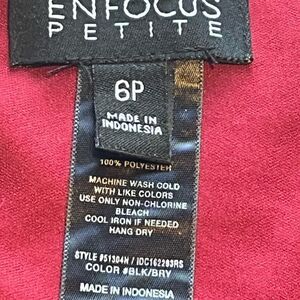 ENFOCUS
PETITE
6P
MADE IN
INDONESIA
100% POLYESTER
MACHINE WASH COLD
WITH LIKE COLORS
USE ONLY NON-CHLORINE
BLEACH
COOL IRON IF NEEDED
HANG DRY
STYLE #51304N / IDC162293RS
COLOR #BLK/BRY
MADE IN INDONESIA